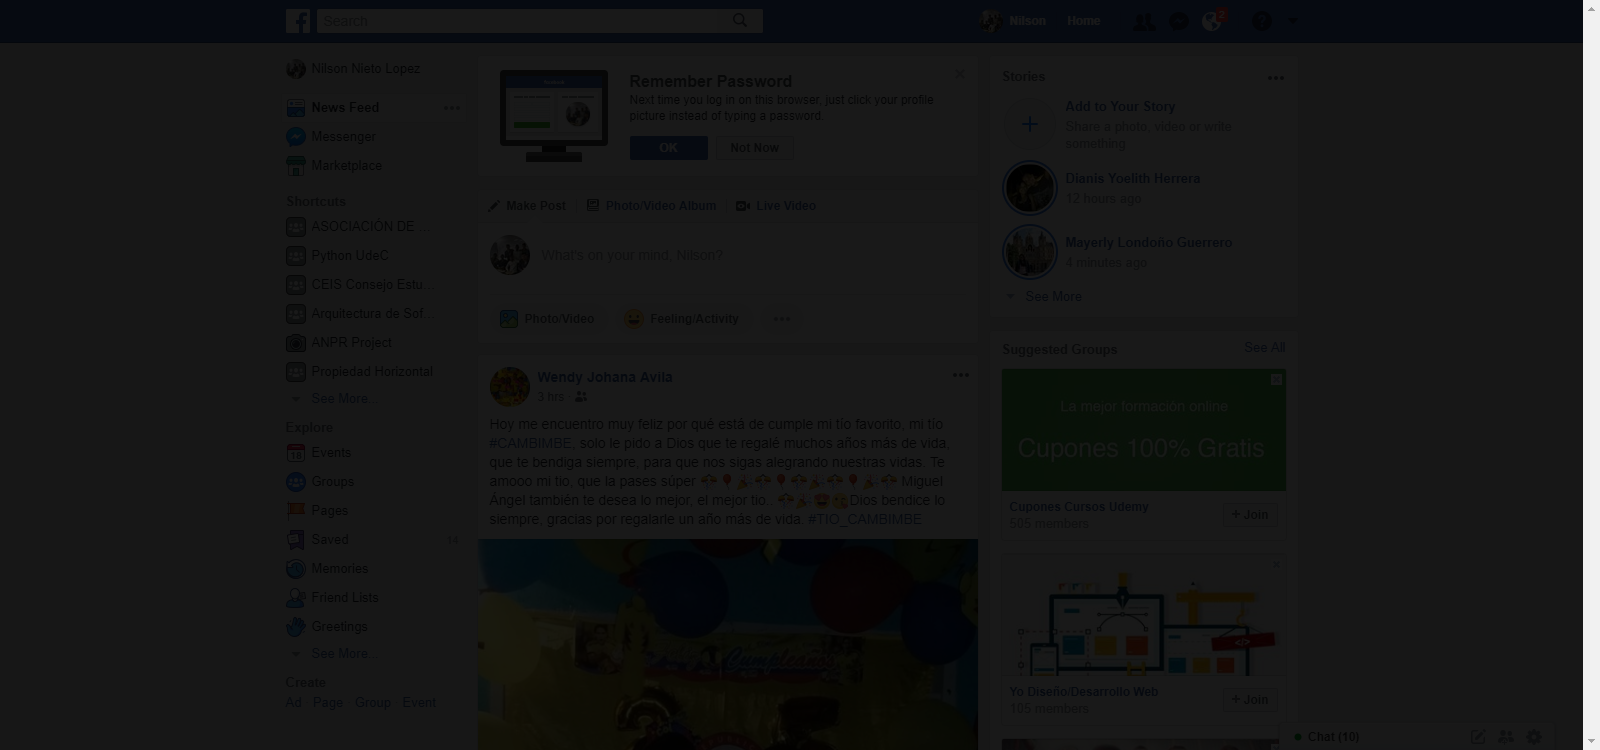 Search
Nilson
Home
2
Nilson Nieto Lopez
News Feed
Messenger
Marketplace
Shortcuts
ASOCIACIÓN DE ...
Python UdeC
CEIS Consejo Estu...
Arquitectura de Sof...
ANPR Project
Propiedad Horizontal
See More...
Explore
Events
Groups
Pages
Saved 14
Memories
Friend Lists
Greetings
See More...
Create
Ad Page Group Event
Remember Password
Next time you log in on this browser, just click your profile
picture instead of typing a password.
OK Not Now
Make Post Photo/Video Album Live Video
What's on your mind, Nilson?
Photo/Video Feeling/Activity
Wendy Johana Avila
3 hrs ·
Hoy me encuentro muy feliz por qué está de cumple mi tío favorito, mi tío
#CAMBIMBE, solo le pido a Dios que te regalé muchos años más de vida,
que te bendiga siempre, para que nos sigas alegrando nuestras vidas. Te
amooo mi tío, que la pases súper 🎊🎈🎉🎊🎈🎊🎉🎊🎈🎉🎊 Miguel
Ángel también te desea lo mejor, el mejor tío.. Dios bendice lo
siempre, gracias por regalarle un año más de vida. #TIO_CAMBIMBE
Cumpleaños
Stories
Add to Your Story
Share a photo, video or write
something
Dianis Yoelith Herrera
12 hours ago
Mayerly Londoño Guerrero
4 minutes ago
See More
Suggested Groups See All
La mejor formación online
Cupones 100% Gratis
Cupones Cursos Udemy
505 members
+ Join
Yo Diseño/Desarrollo Web
105 members
+ Join
Chat (10)